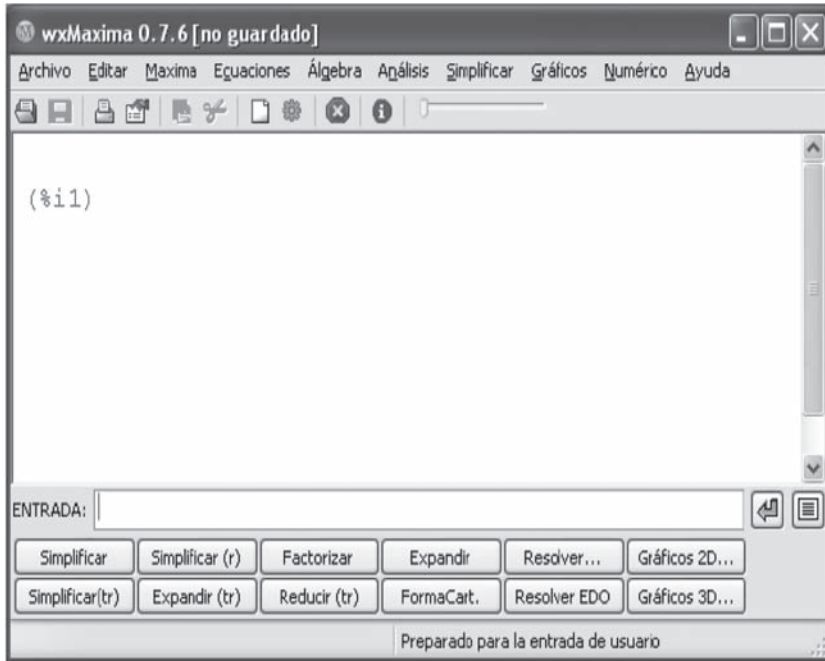 wxMaxima 0.7.6 [no guardado]
Archivo Editar Maxima Ecuaciones Álgebra Análisis Simplificar Gráficos Numérico Ayuda
(%i1)
ENTRADA:
Simplificar Simplificar (r) Factorizar Expandir Resolver... Gráficos 2D...
Simplificar(tr) Expandir (tr) Reducir (tr) FormaCart. Resolver EDO Gráficos 3D...
Preparado para la entrada de usuario